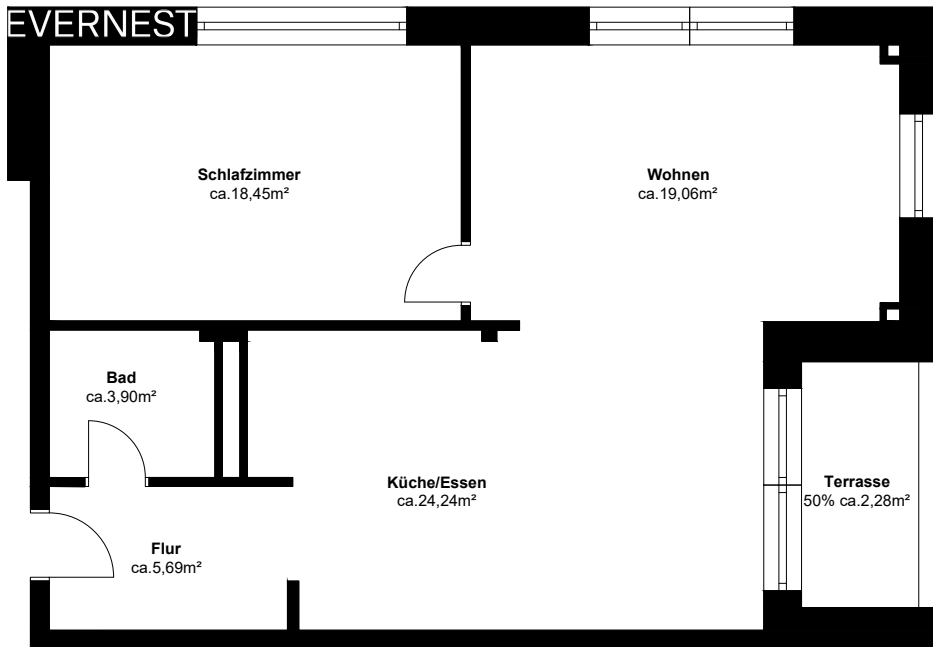 EVERNEST
Schlafzimmer
ca.18,45m²
Wohnen
ca.19,06m²
Bad
ca.3,90m²
Küche/Essen
ca.24,24m²
Terrasse
50% ca.2,28m²
Flur
ca.5,69m²